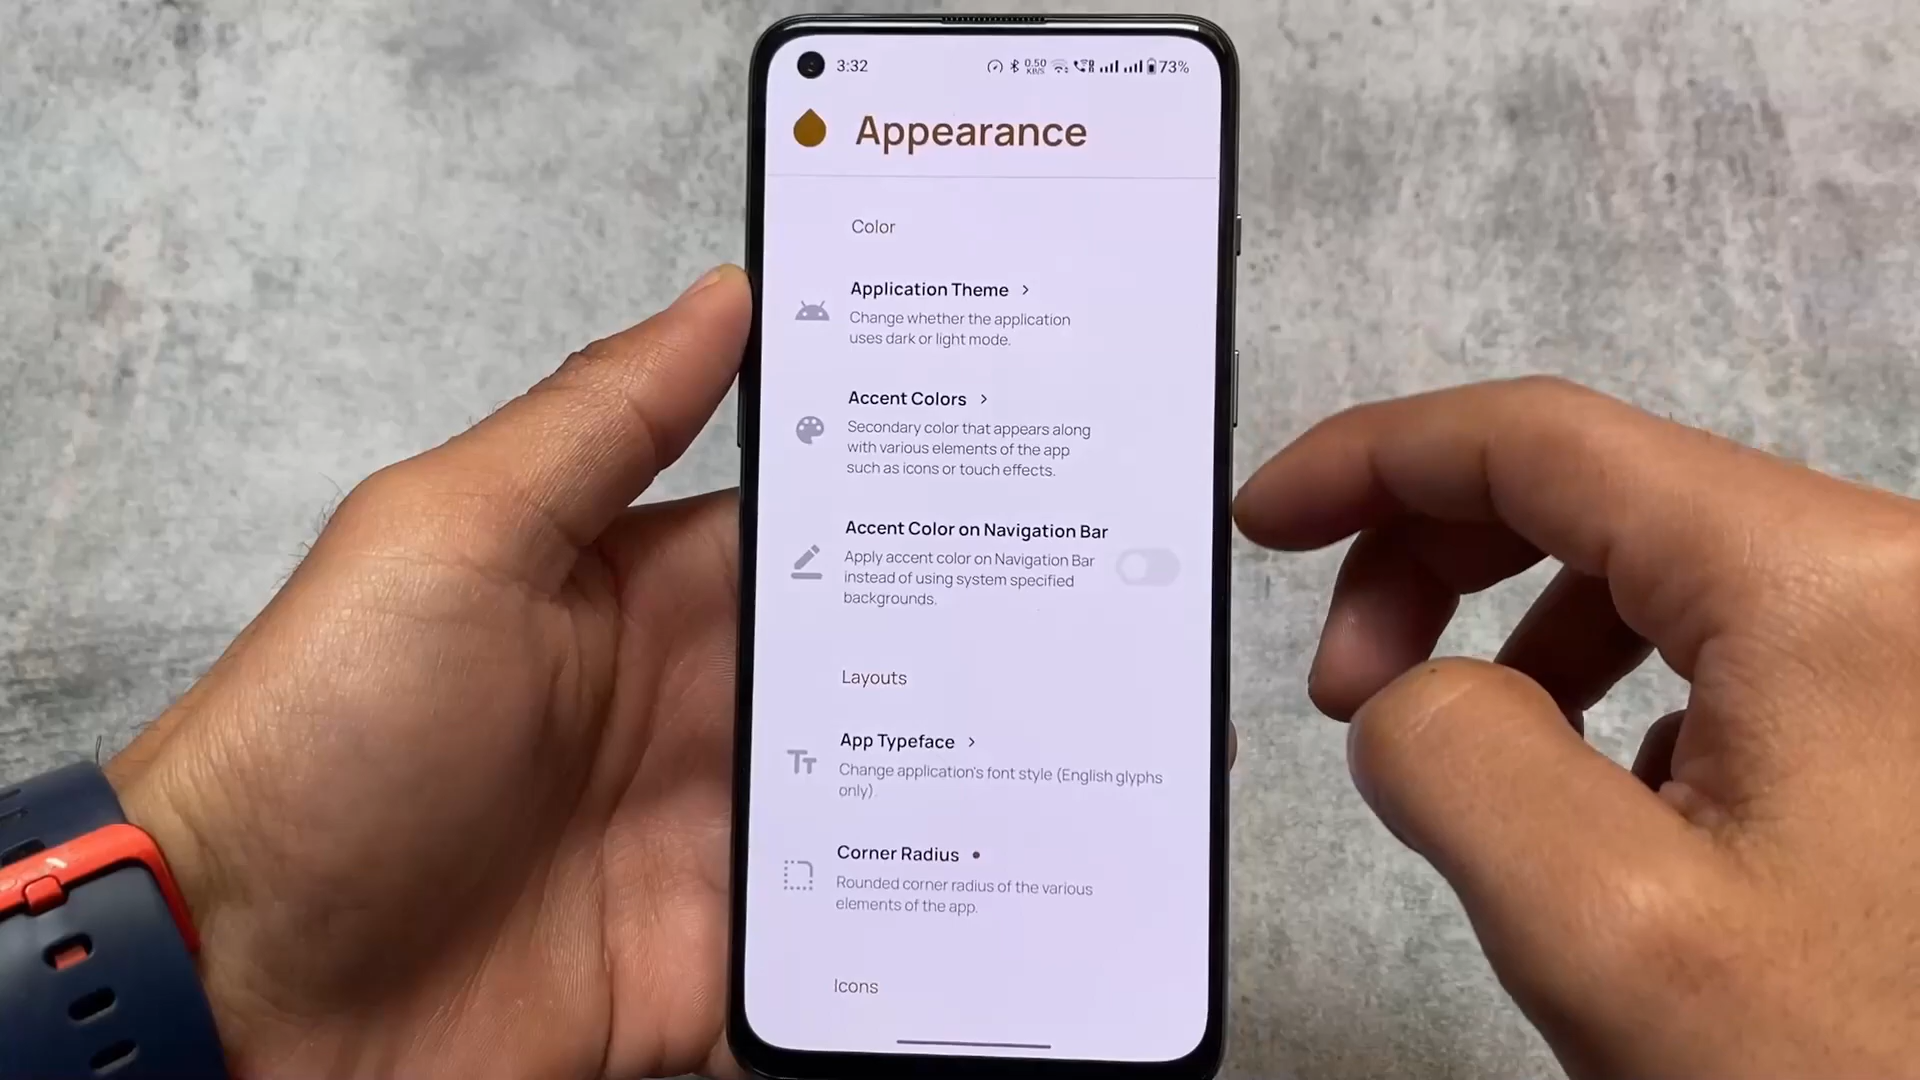 3:32
0.50
KB/S
73%
Appearance
Color
Application Theme
Change whether the application
uses dark or light mode.
Accent Colors
Secondary color that appears along
with various elements of the app
such as icons or touch effects.
Accent Color on Navigation Bar
Apply accent color on Navigation Bar
instead of using system specified
backgrounds.
Layouts
TT
App Typeface
Change application's font style (English glyphs
only).
Corner Radius
Rounded corner radius of the various
elements of the app.
Icons